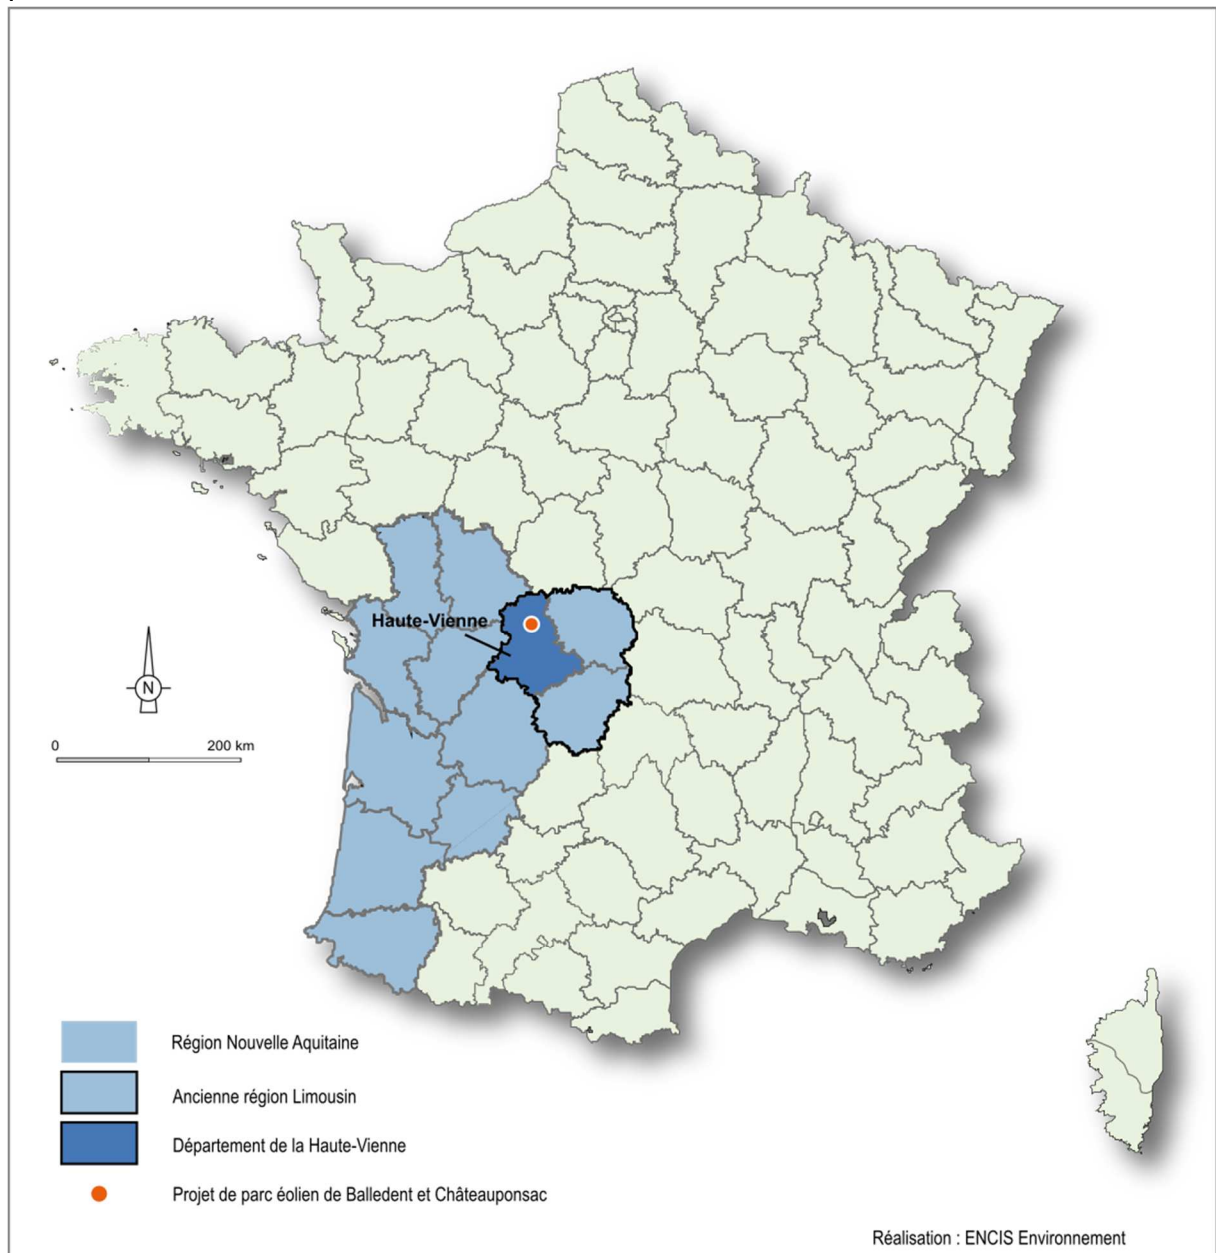 Haute-Vienne
N
0 200 km
Région Nouvelle Aquitaine
Ancienne région Limousin
Département de la Haute-Vienne
Projet de parc éolien de Balledent et Châteauponsac
Réalisation : ENCIS Environnement